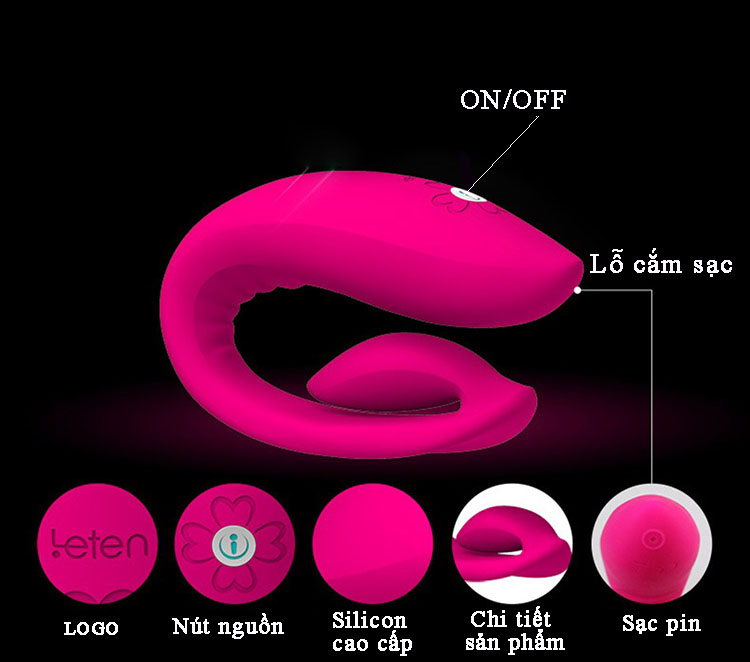 ON/OFF
Lỗ cắm sạc
leten
LOGO
Nút nguồn
Silicon
cao cấp
Chi tiết
sản phẩm
Sạc pin